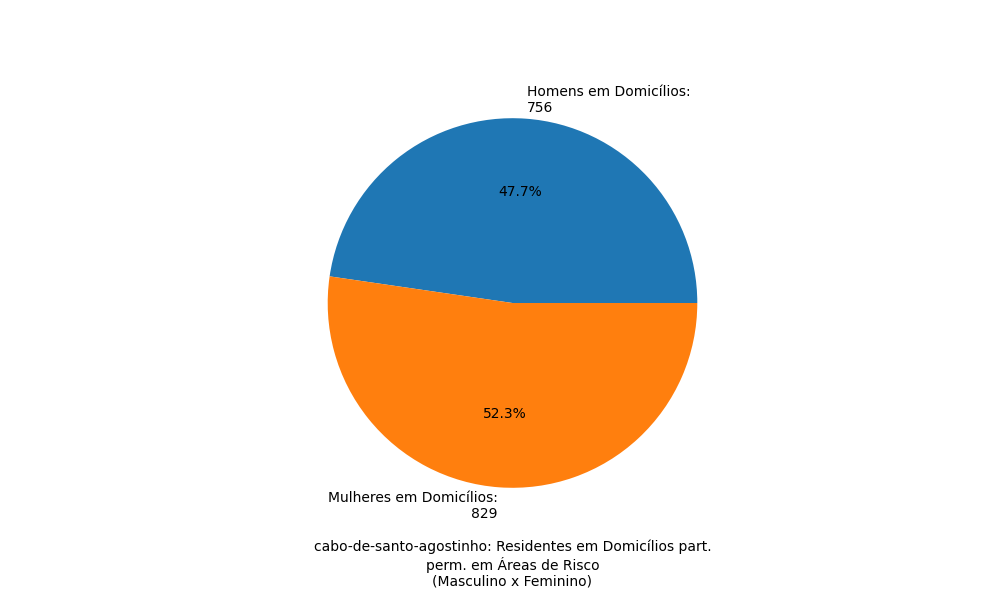 Homens em Domicílios:
756
47.7%
52.3%
Mulheres em Domicílios:
829
cabo-de-santo-agostinho: Residentes em Domicílios part.
perm. em Áreas de Risco
(Masculino x Feminino)